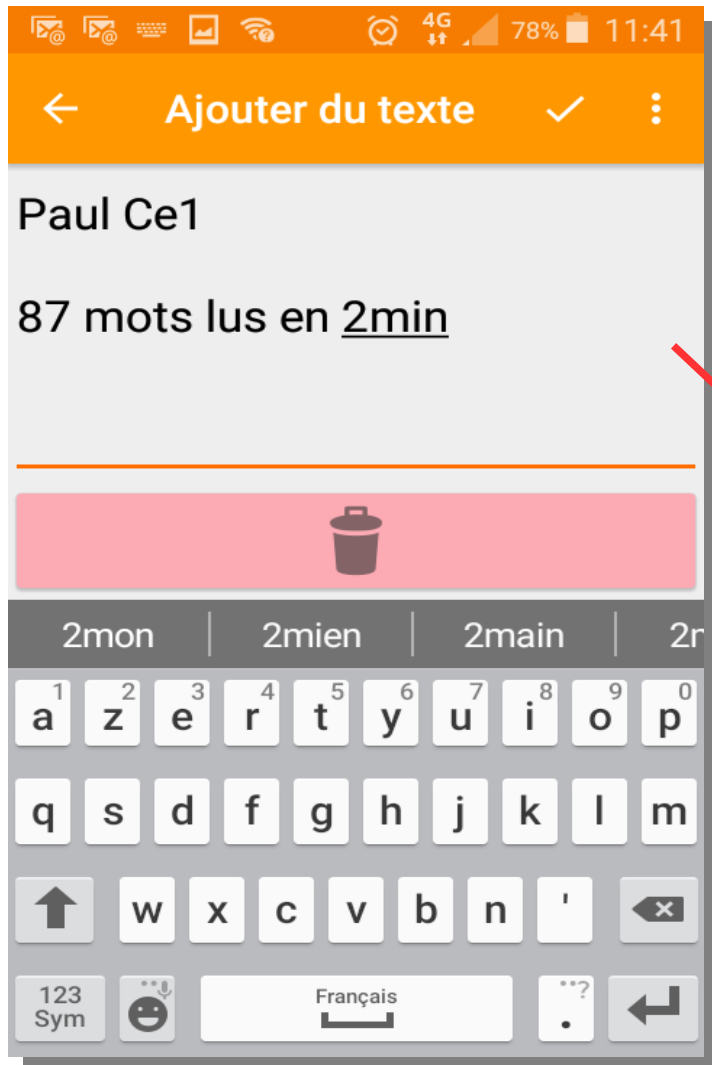 4G 78% 11:41
Ajouter du texte
Paul Ce1
87 mots lus en 2min
2mon 2mien 2main
1 2 3 4 5 6 7 8 9 0
a z e r t y u i o p
q s d f g h j k l m
w x c v b n '
123 Français ..?
Sym .